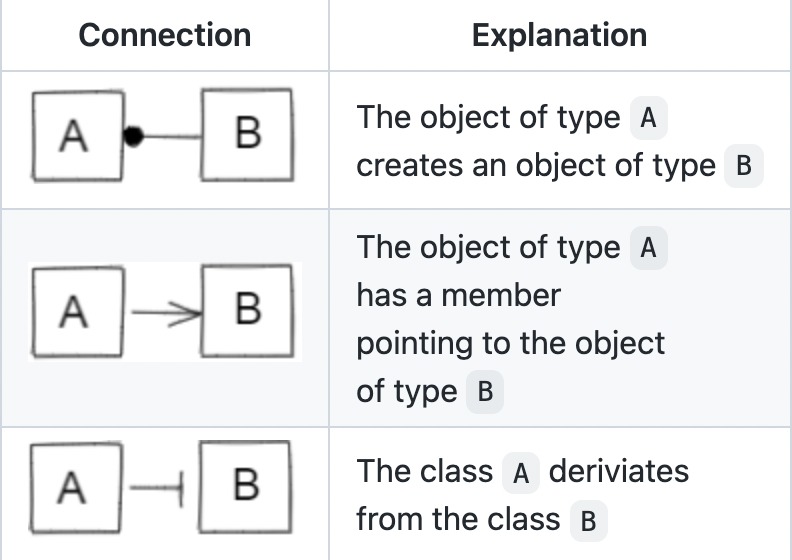 Connection
Explanation
A
B
The object of type A
creates an object of type B
A
B
The object of type A
has a member
pointing to the object
of type B
A
B
The class A deriviates
from the class B